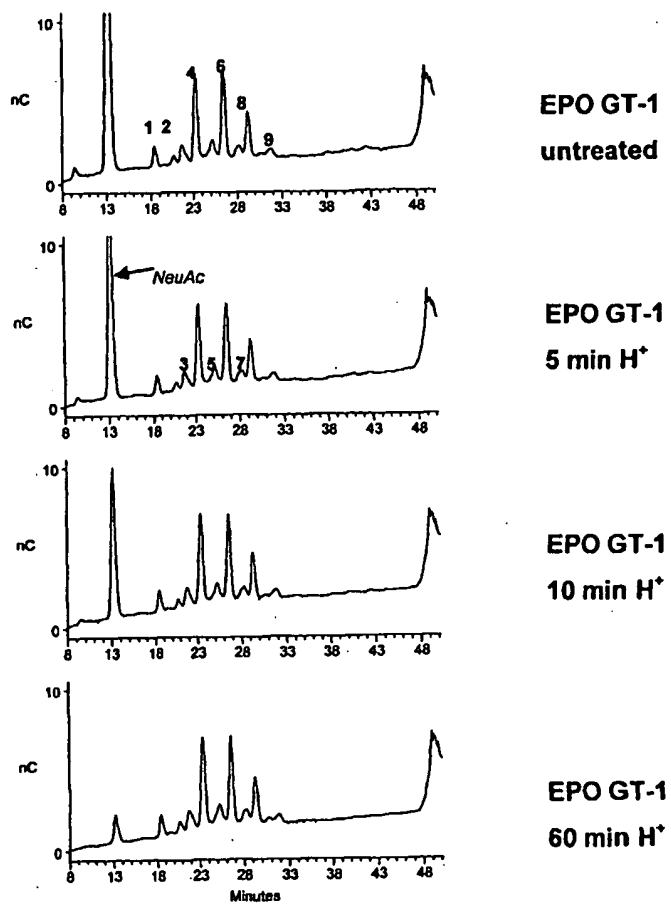 10
nC
0
1 2 4 6 8 9
8 13 18 23 28 33 38 43 48
EPO GT-1
untreated
10
nC
0
NeuAc
3 5 7
8 13 18 23 28 33 38 43 48
EPO GT-1
5 min H⁺
10
nC
0
8 13 18 23 28 33 38 43 48
EPO GT-1
10 min H⁺
10
nC
0
8 13 18 23 28 33 38 43 48
Minutes
EPO GT-1
60 min H⁺